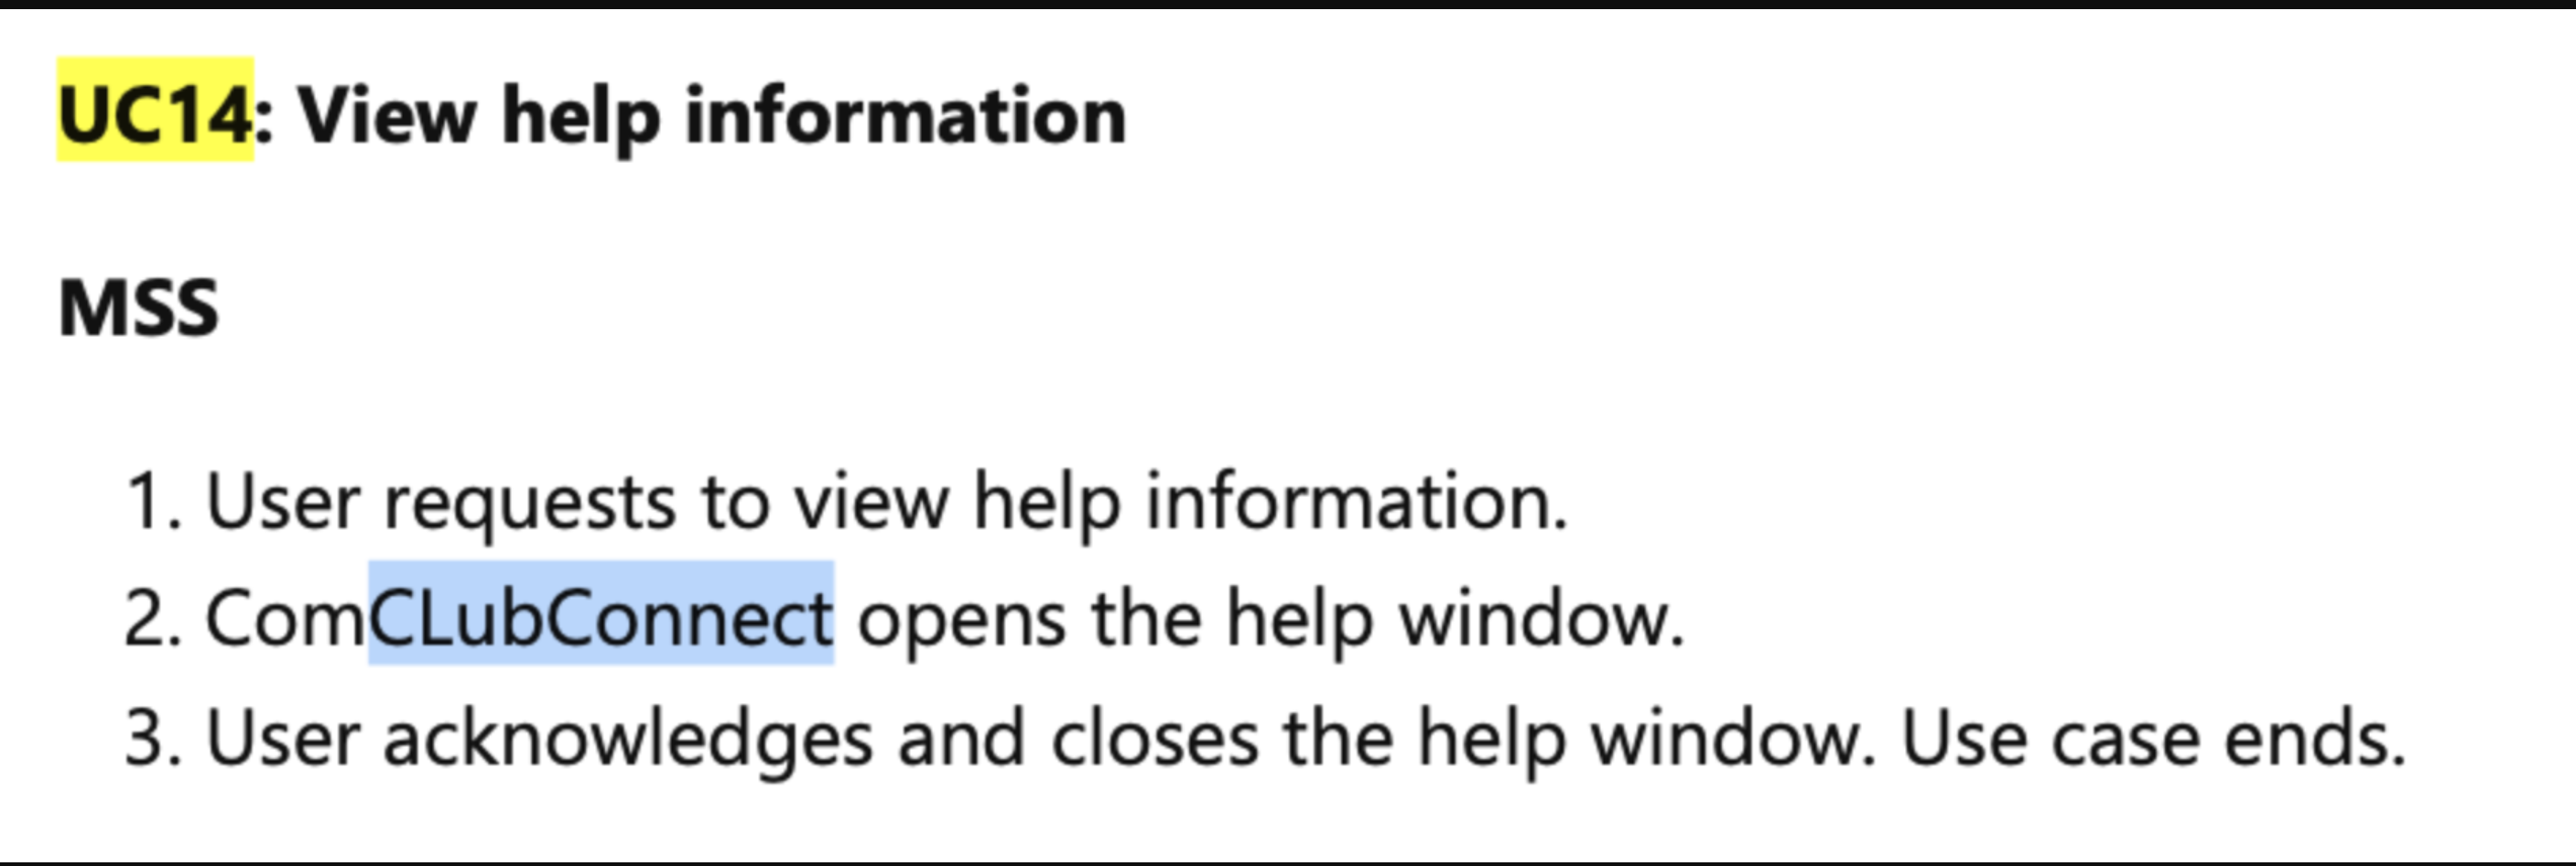 UC14: View help information
MSS
1. User requests to view help information.
2. ComCLubConnect opens the help window.
3. User acknowledges and closes the help window. Use case ends.